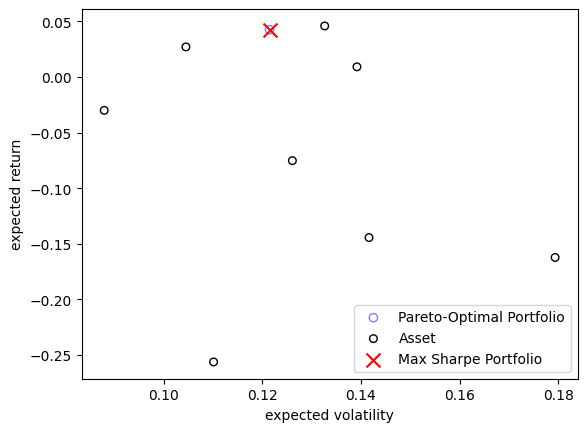 0.05
0.00
−0.05
−0.10
−0.15
−0.20
−0.25
expected return
Pareto-Optimal Portfolio
Asset
Max Sharpe Portfolio
0.10 0.12 0.14 0.16 0.18
expected volatility